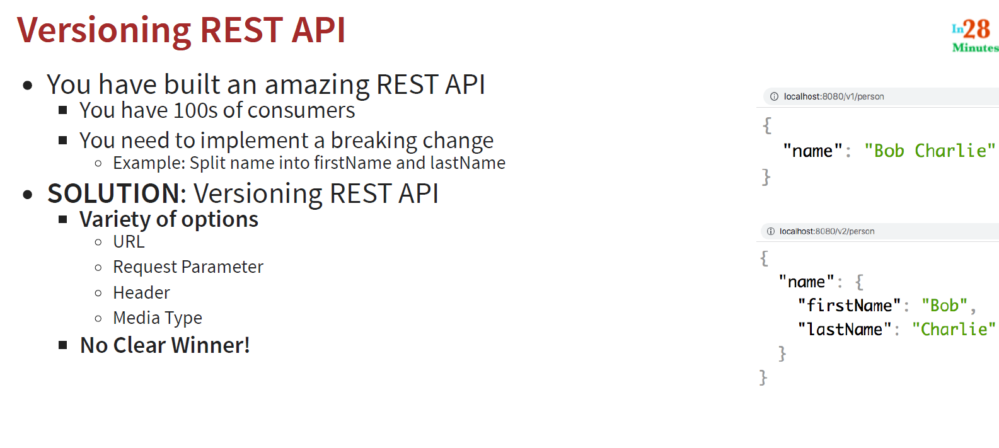 Versioning REST API
In28
Minutes
You have built an amazing REST API
You have 100s of consumers
You need to implement a breaking change
Example: Split name into firstName and lastName
SOLUTION: Versioning REST API
Variety of options
URL
Request Parameter
Header
Media Type
No Clear Winner!
localhost:8080/v1/person
{
"name": "Bob Charlie"
}
localhost:8080/v2/person
{
"name": {
"firstName": "Bob",
"lastName": "Charlie"
}
}